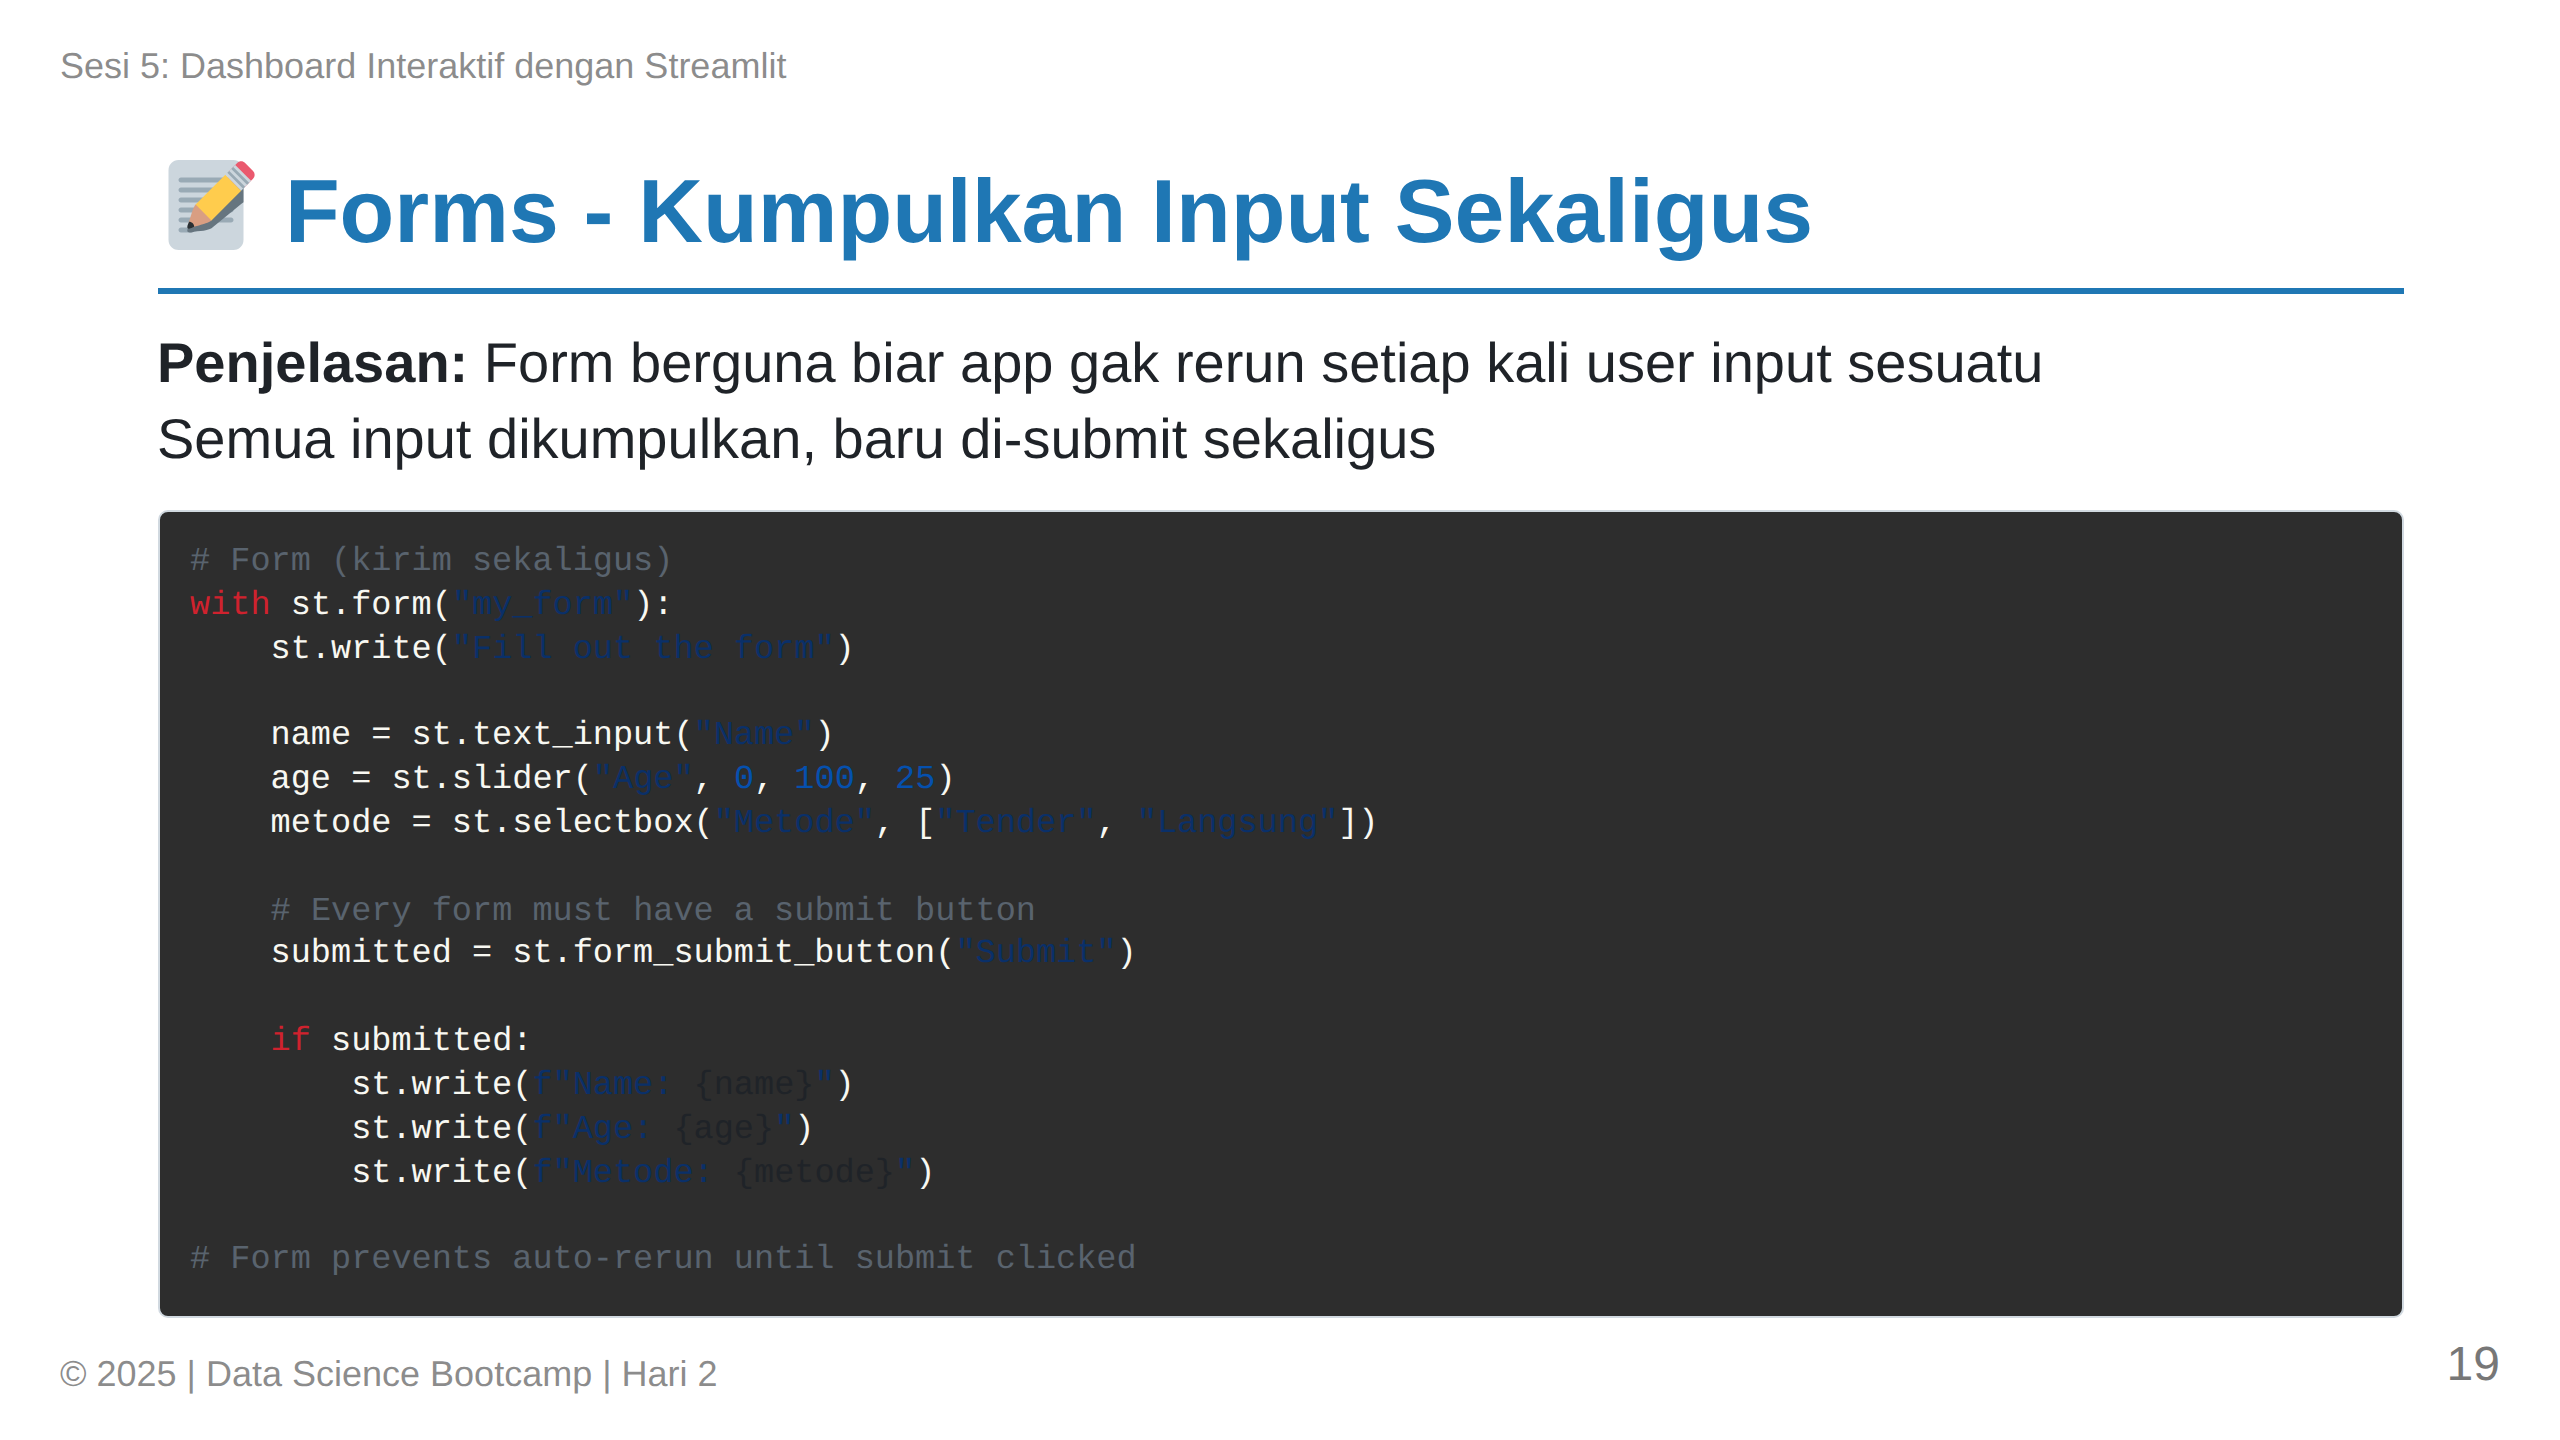 Sesi 5: Dashboard Interaktif dengan Streamlit
📝 Forms - Kumpulkan Input Sekaligus
Penjelasan: Form berguna biar app gak rerun setiap kali user input sesuatu
Semua input dikumpulkan, baru di-submit sekaligus
# Form (kirim sekaligus)
with st.form("my_form"):
    st.write("Fill out the form")

    name = st.text_input("Name")
    age = st.slider("Age", 0, 100, 25)
    metode = st.selectbox("Metode", ["Tender", "Langsung"])

    # Every form must have a submit button
    submitted = st.form_submit_button("Submit")

    if submitted:
        st.write(f"Name: {name}")
        st.write(f"Age: {age}")
        st.write(f"Metode: {metode}")

# Form prevents auto-rerun until submit clicked
© 2025 | Data Science Bootcamp | Hari 2
19